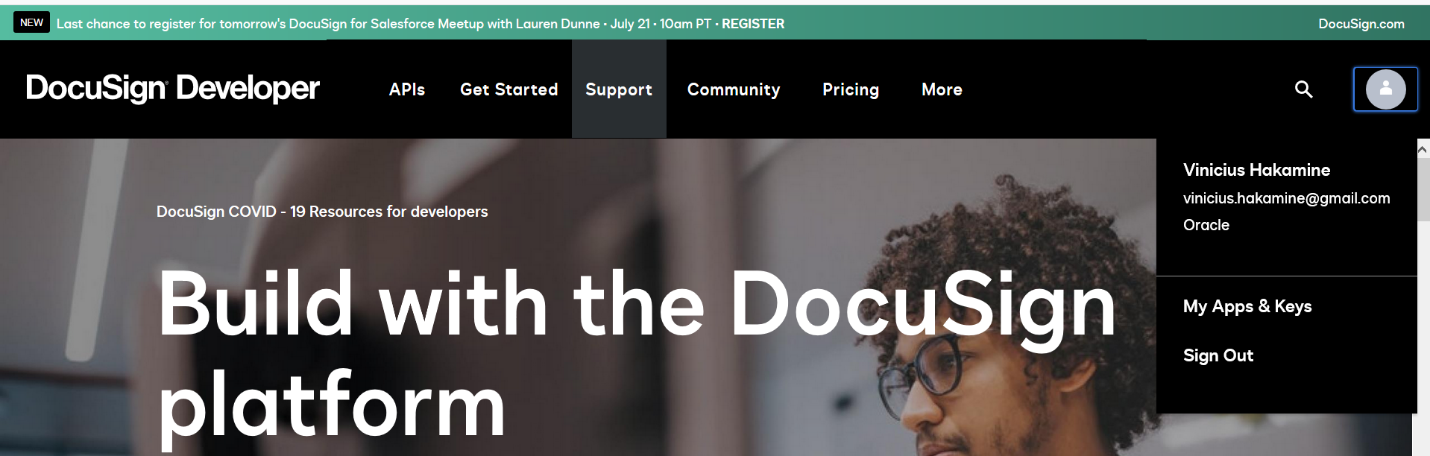 NEW Last chance to register for tomorrow's DocuSign for Salesforce Meetup with Lauren Dunne • July 21 • 10am PT • REGISTER DocuSign.com
DocuSign Developer APIs Get Started Support Community Pricing More
Vinicius Hakamine
vinicius.hakamine@gmail.com
Oracle
My Apps & Keys
Sign Out
DocuSign COVID - 19 Resources for developers
Build with the DocuSign
platform